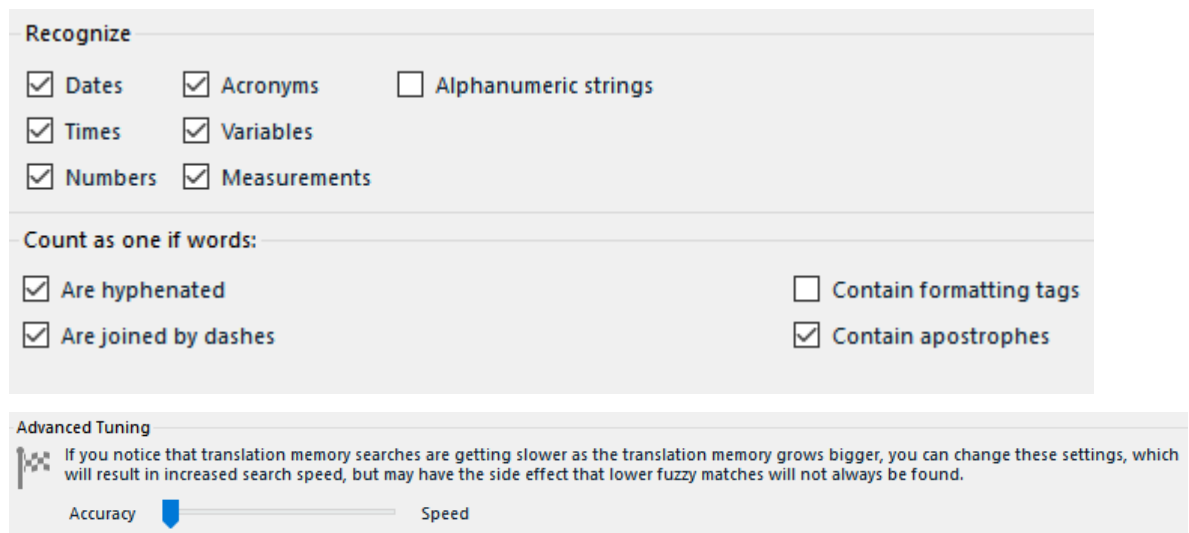 Recognize
Dates Acronyms Alphanumeric strings
Times Variables
Numbers Measurements
Count as one if words:
Are hyphenated Contain formatting tags
Are joined by dashes Contain apostrophes
Advanced Tuning
If you notice that translation memory searches are getting slower as the translation memory grows bigger, you can change these settings, which
will result in increased search speed, but may have the side effect that lower fuzzy matches will not always be found.
Accuracy Speed